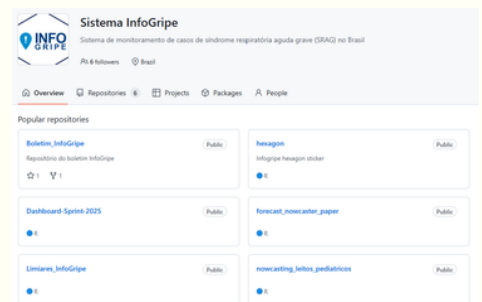 INFO
GRIPE
Sistema InfoGripe
Sistema de monitoramento de casos de síndrome respiratória aguda grave (SRAG) no Brasil
6 followers Brazil
Overview Repositories 6 Projects Packages People
Popular repositories
Boletim_InfoGripe Public
Repositório do boletim InfoGripe
1 1
hexagon Public
Infogripe hexagon sticker
R
Dashboard-Sprint-2025 Public
R
forecast_nowcaster_paper Public
R
Limiares_InfoGripe Public
R
nowcasting_leitos_pediatricos Public
R